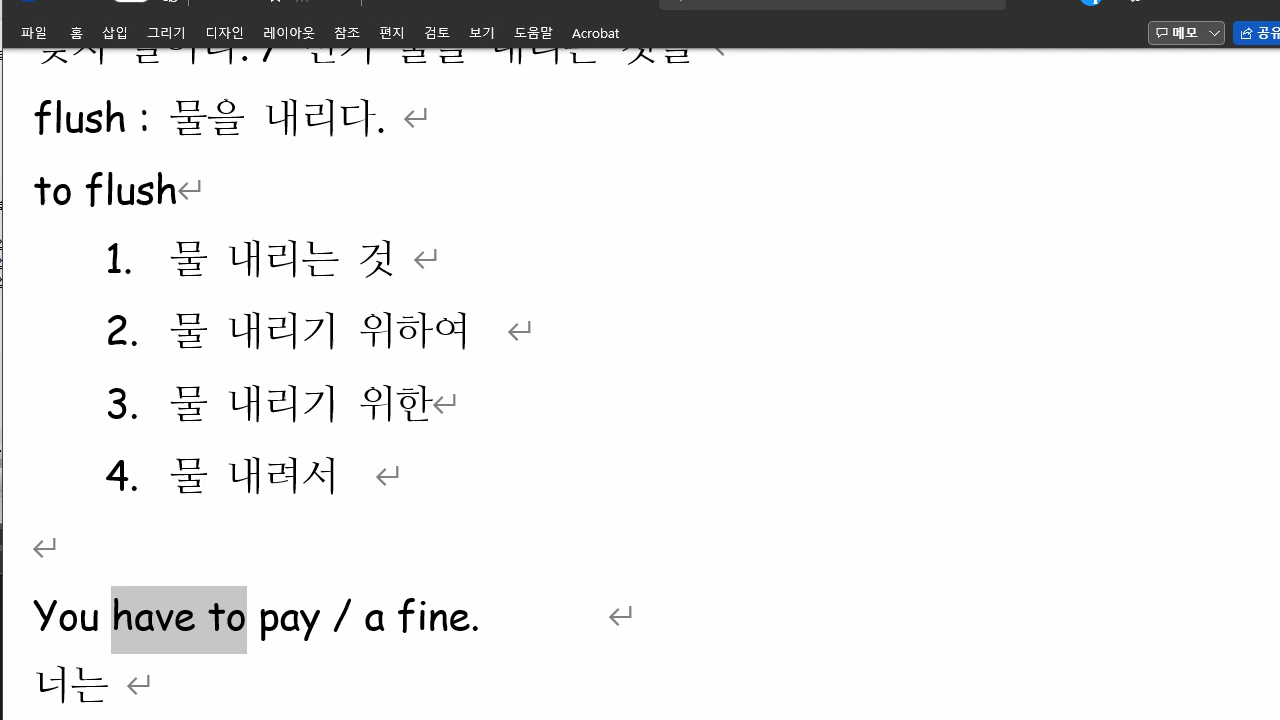 파일 홈 삽입 그리기 디자인 레이아웃 참조 편지 검토 보기 도움말 Acrobat 메모 공유
flush : 물을 내리다.
to flush
1. 물 내리는 것
2. 물 내리기 위하여
3. 물 내리기 위한
4. 물 내려서
You have to pay / a fine.
너는